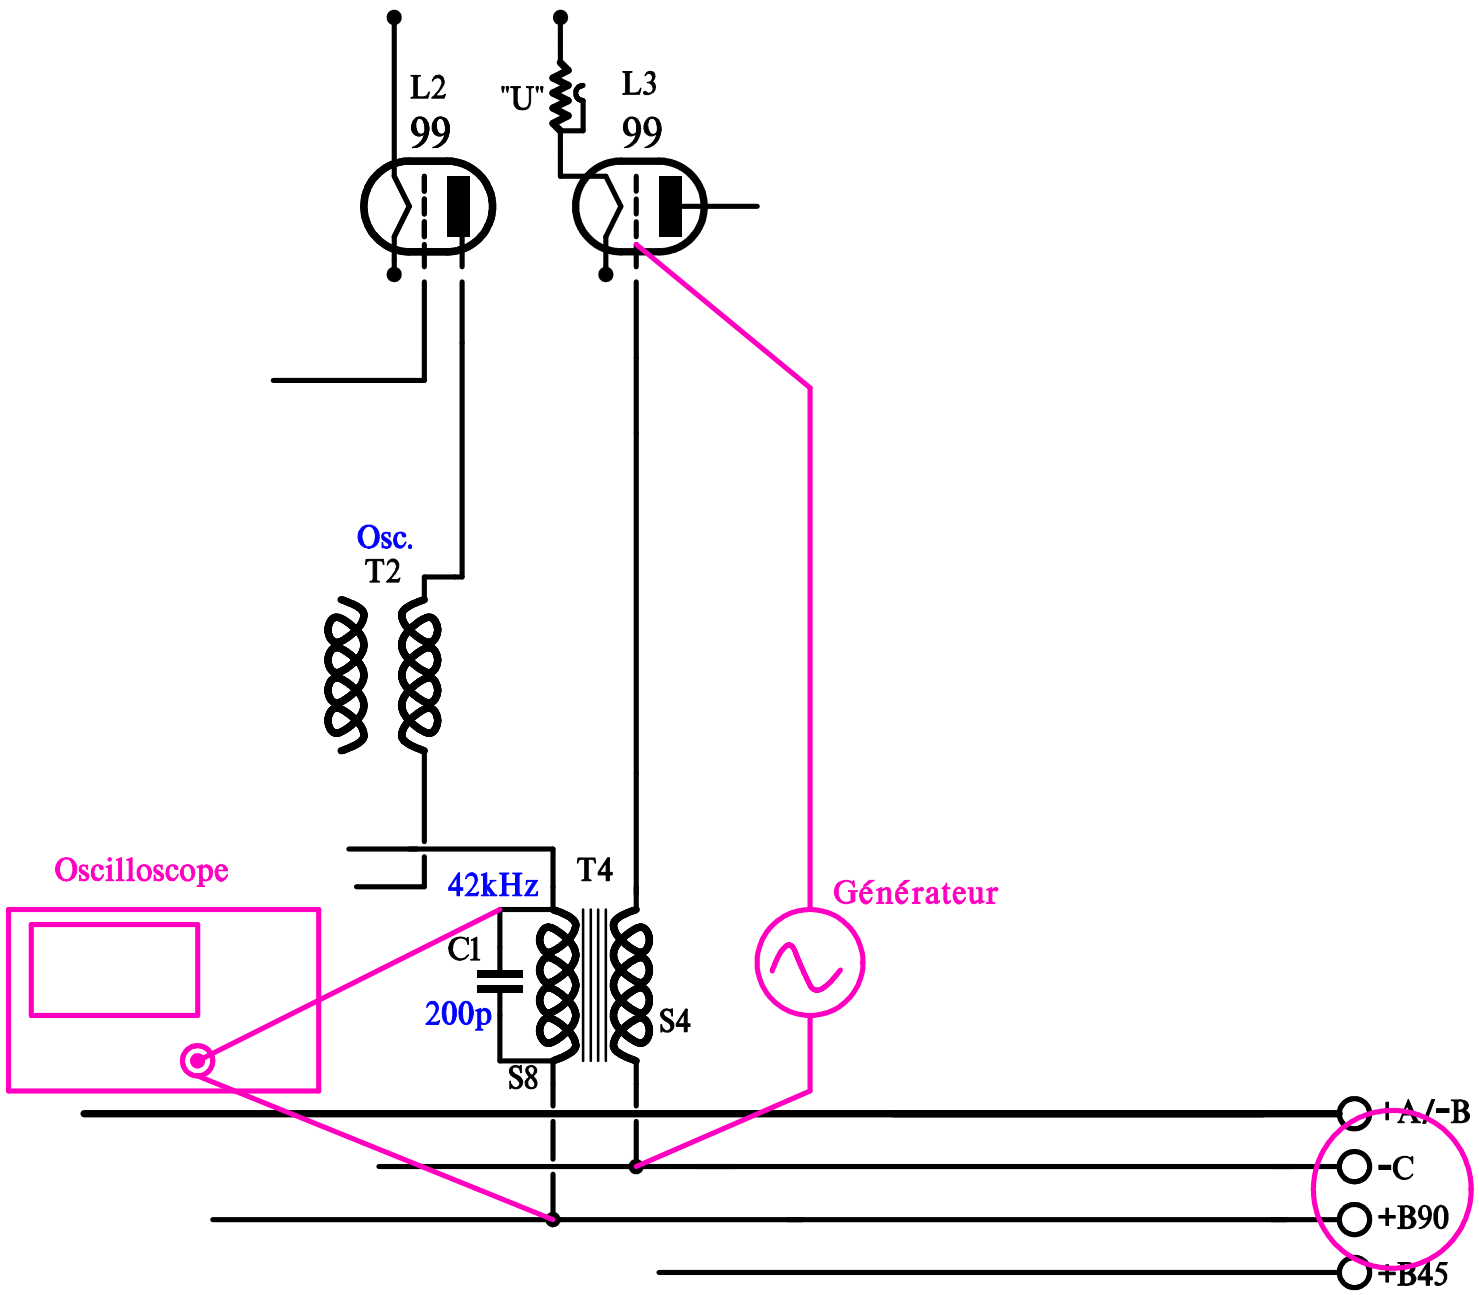 L2
99
"U"
L3
99
Osc.
T2
Oscilloscope
42kHz
T4
Générateur
C1
200p
S4
S8
+A/-B
-C
+B90
+B45